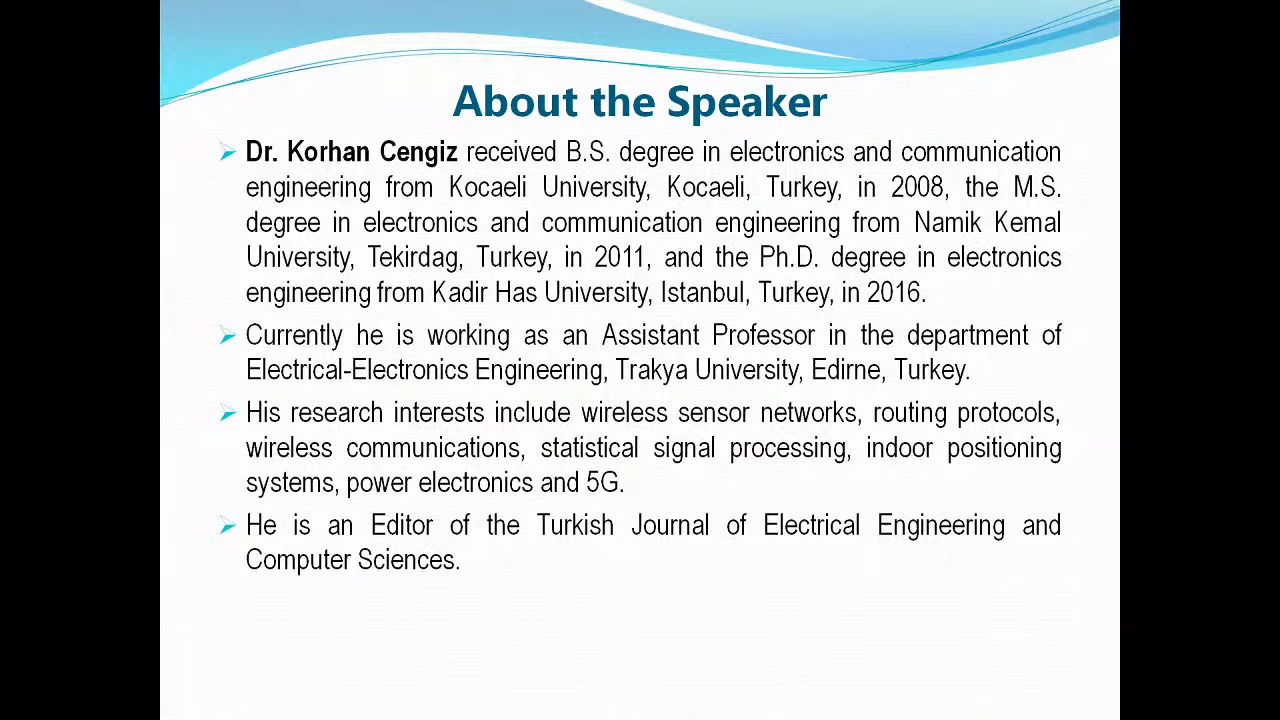 About the Speaker
Dr. Korhan Cengiz received B.S. degree in electronics and communication
engineering from Kocaeli University, Kocaeli, Turkey, in 2008, the M.S.
degree in electronics and communication engineering from Namik Kemal
University, Tekirdag, Turkey, in 2011, and the Ph.D. degree in electronics
engineering from Kadir Has University, Istanbul, Turkey, in 2016.
Currently he is working as an Assistant Professor in the department of
Electrical-Electronics Engineering, Trakya University, Edirne, Turkey.
His research interests include wireless sensor networks, routing protocols,
wireless communications, statistical signal processing, indoor positioning
systems, power electronics and 5G.
He is an Editor of the Turkish Journal of Electrical Engineering and
Computer Sciences.